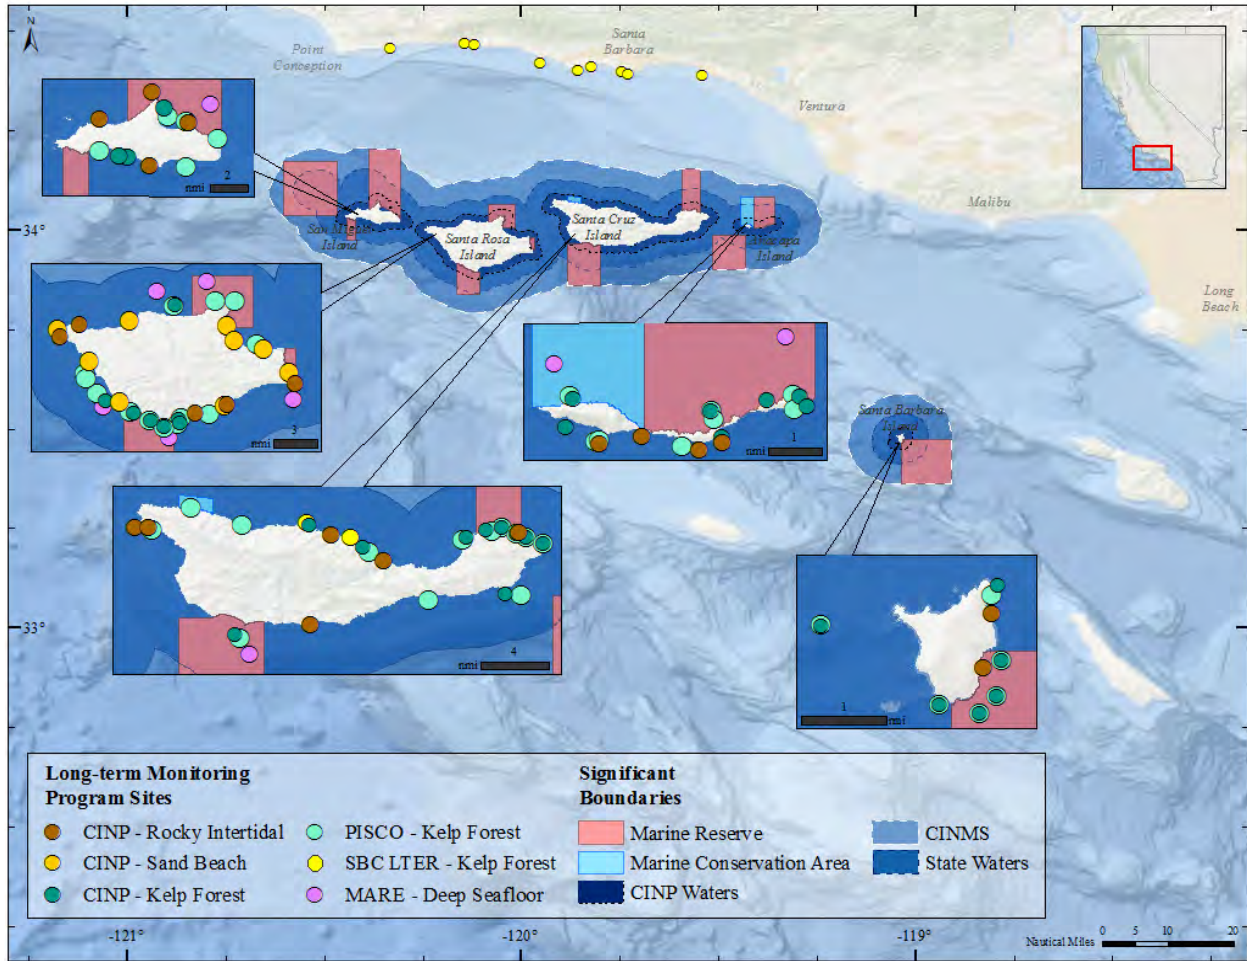 N
Point
Conception
Santa
Barbara
Ventura
Malibu
Long
Beach
34°
33°
San Miguel
Island
Santa Rosa
Island
Santa Cruz
Island
Anacapa
Island
Santa Barbara
Island
nmi 2
nmi 3
nmi 1
nmi 4
1 nmi
Long-term Monitoring
Program Sites
CINP - Rocky Intertidal
CINP - Sand Beach
CINP - Kelp Forest
PISCO - Kelp Forest
SBC LTER - Kelp Forest
MARE - Deep Seafloor
Significant
Boundaries
Marine Reserve
Marine Conservation Area
CINP Waters
CINMS
State Waters
-121°
-120°
-119°
Nautical Miles 0 5 10 20